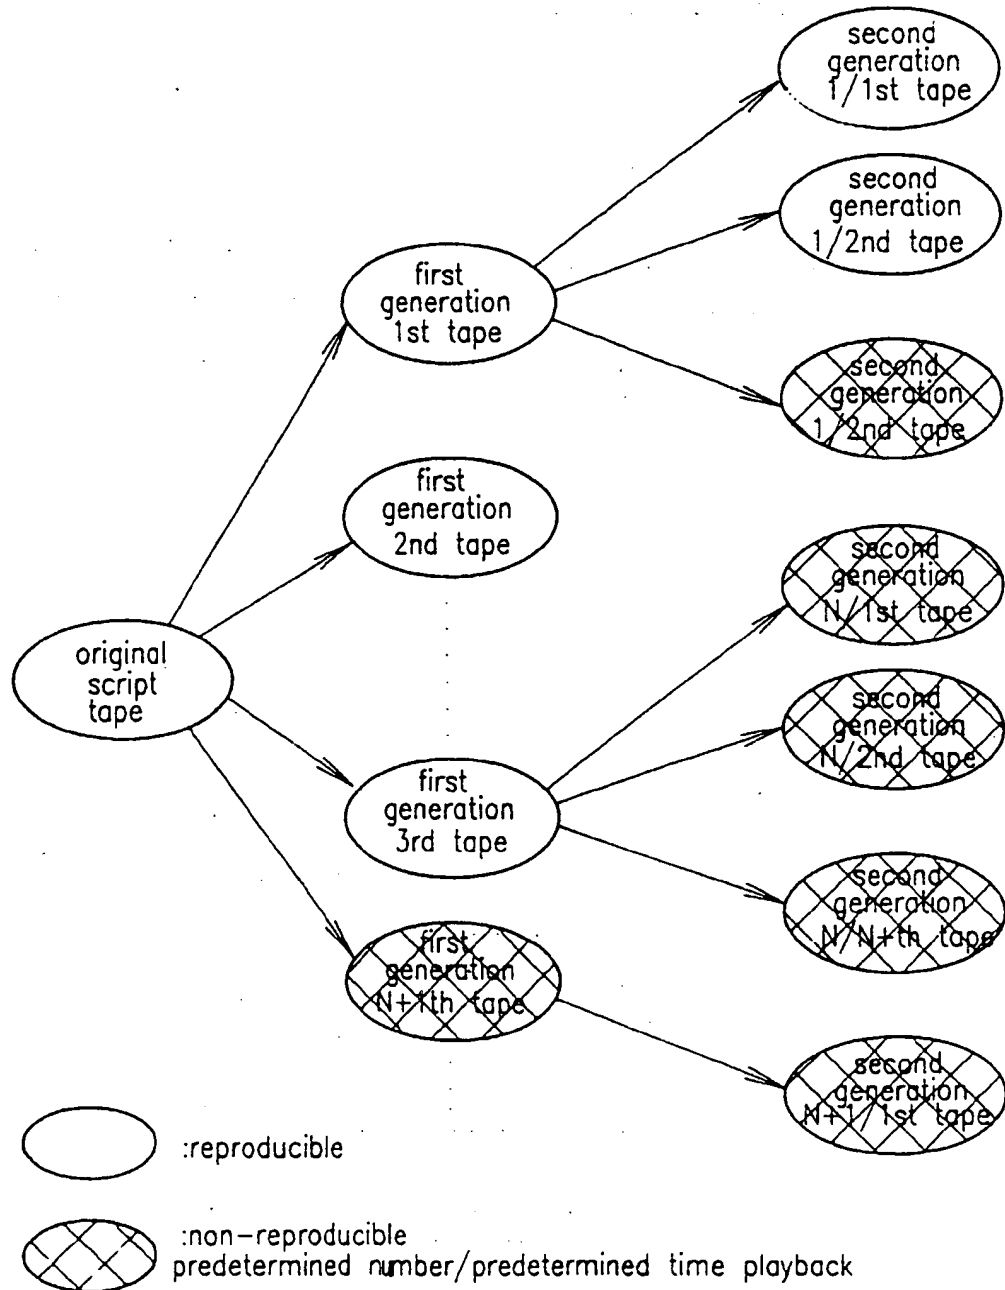 second
generation
1/1st tape
second
generation
1/2nd tape
first
generation
1st tape
second
generation
1/2nd tape
first
generation
2nd tape
second
generation
N/1st tape
original
script
tape
second
generation
N/2nd tape
first
generation
3rd tape
second
generation
N/N+th tape
first
generation
N+1th tape
second
generation
N+1/1st tape
:reproducible
:non-reproducible
predetermined number/predetermined time playback